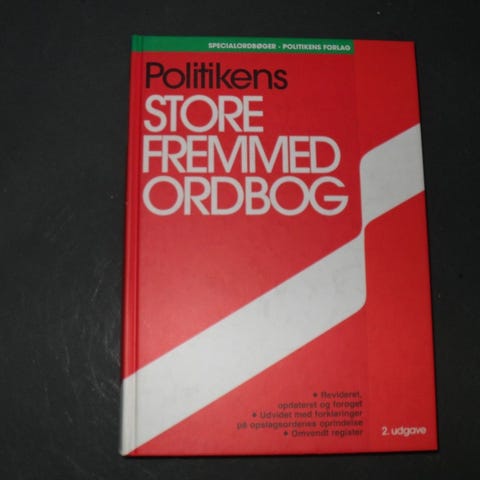 SPECIALORDBØGER · POLITIKENS FORLAG
Politikens
STORE
FREMMED
ORDBOG
✦ Revideret,
opdateret og forøget
✦ Udvidet med forklaringer
på opslagsordenes oprindelse
✦ Omvendt register
2. udgave